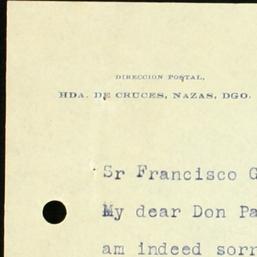 DIRECCION POSTAL,
HDA. DE CRUCES, NAZAS, DGO.
Sr Francisco G
My dear Don Pa
am indeed sorr